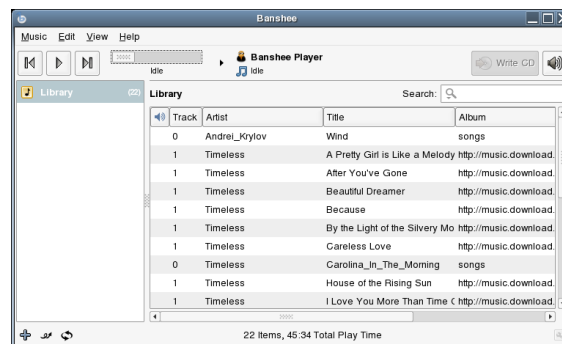 Banshee
Music Edit View Help
Idle
Banshee Player
Idle
Write CD
Library (22)
Library Search:
Track Artist Title Album
0 Andrei_Krylov Wind songs
1 Timeless A Pretty Girl is Like a Melody http://music.download.
1 Timeless After You've Gone http://music.download.
1 Timeless Beautiful Dreamer http://music.download.
1 Timeless Because http://music.download.
1 Timeless By the Light of the Silvery Mo http://music.download.
1 Timeless Careless Love http://music.download.
0 Timeless Carolina_In_The_Morning songs
1 Timeless House of the Rising Sun http://music.download.
1 Timeless I Love You More Than Time ( http://music.download.
22 Items, 45:34 Total Play Time